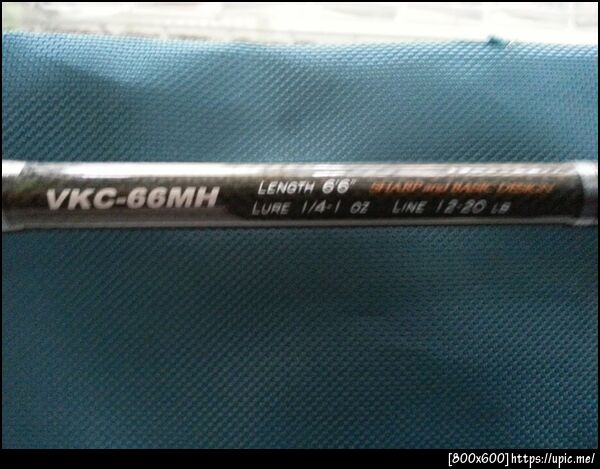 VKC-66MH
LENGTH 6'6" SHARP and BASIC DESIGN
LURE 1/4-1 OZ LINE 12-20 LB
[800x600]https://upic.me/